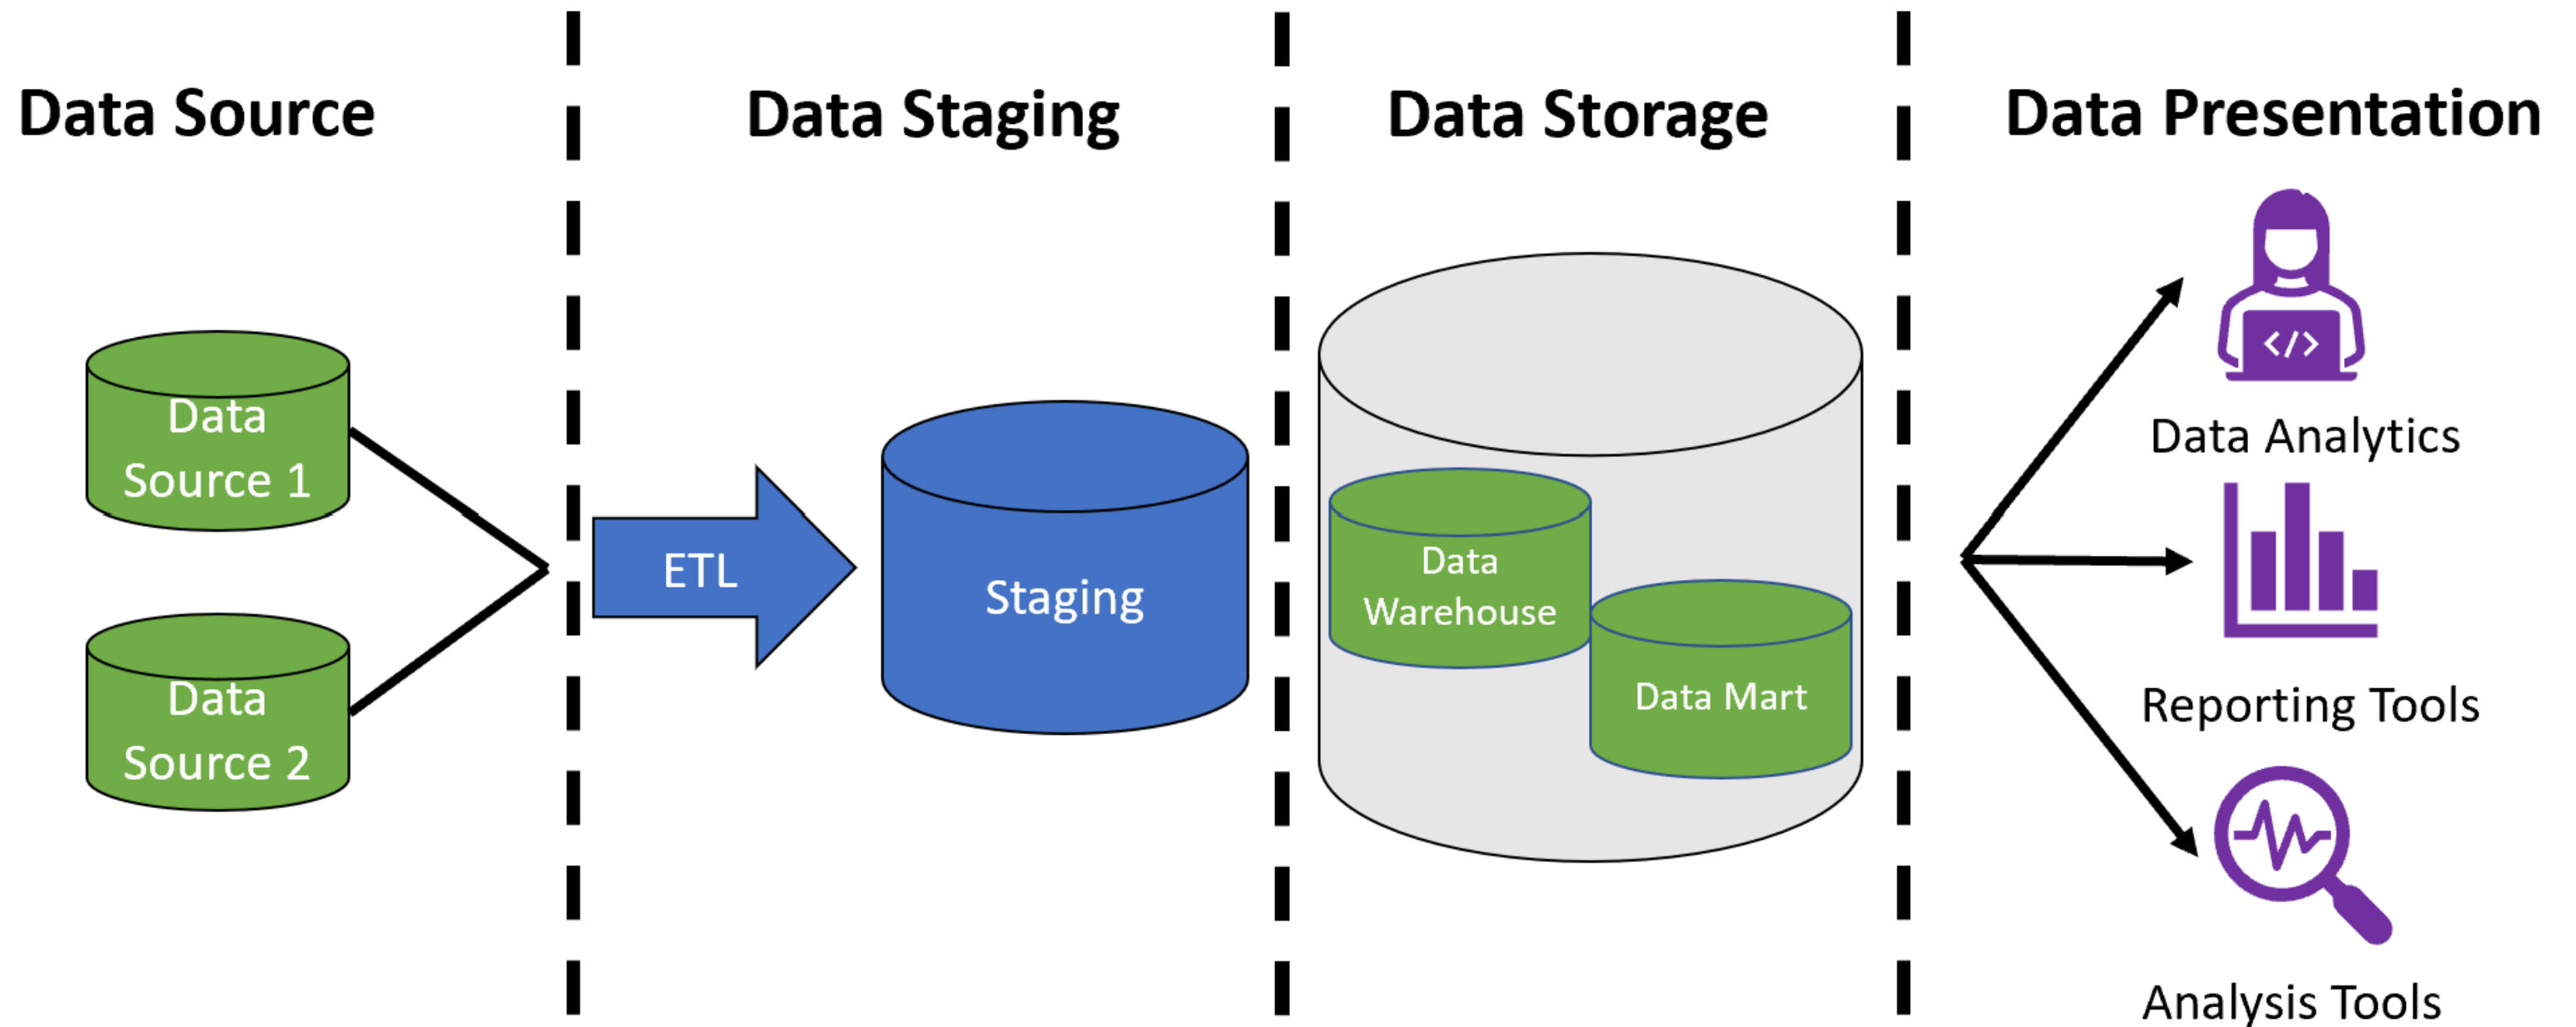 Data Source
Data Staging
Data Storage
Data Presentation
Data
Source 1
Data
Source 2
ETL
Staging
Data
Warehouse
Data Mart
</>
Data Analytics
Reporting Tools
Analysis Tools